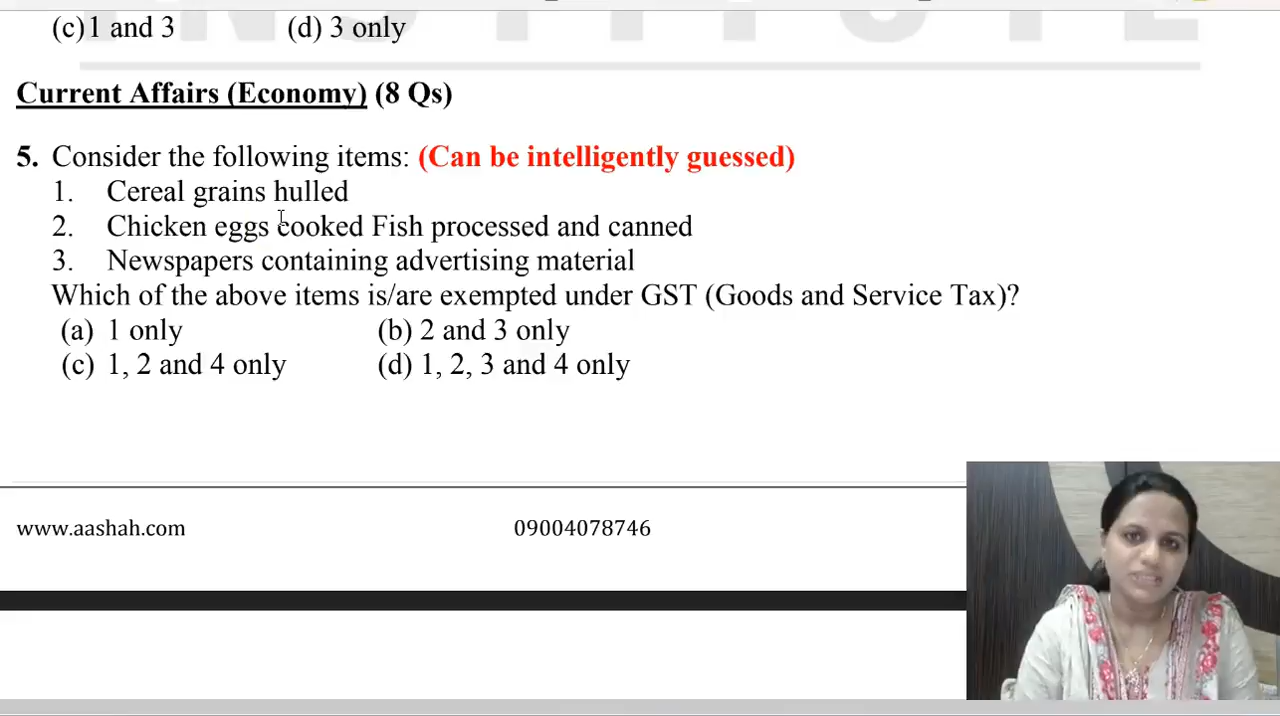 (c)1 and 3 (d) 3 only
INSTITUTE
Current Affairs (Economy) (8 Qs)
5. Consider the following items: (Can be intelligently guessed)
1. Cereal grains hulled
2. Chicken eggs cooked Fish processed and canned
3. Newspapers containing advertising material
Which of the above items is/are exempted under GST (Goods and Service Tax)?
(a) 1 only (b) 2 and 3 only
(c) 1, 2 and 4 only (d) 1, 2, 3 and 4 only
www.aashah.com 09004078746